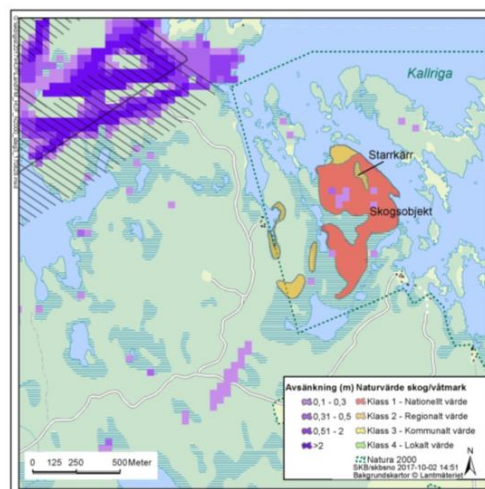 Kallriga
Starrkärr
Skogsobjekt
Avsänkning (m) Naturvärde skog/våtmark
0,1 - 0,3 Klass 1 - Nationellt värde
0,31 - 0,5 Klass 2 - Regionalt värde
0,51 - 2 Klass 3 - Kommunalt värde
>2 Klass 4 - Lokalt värde
Natura 2000
SKB/skbsno 2017-10-02 14:51
Bakgrundskartor © Lantmäteriet
N
0 125 250 500 Meter